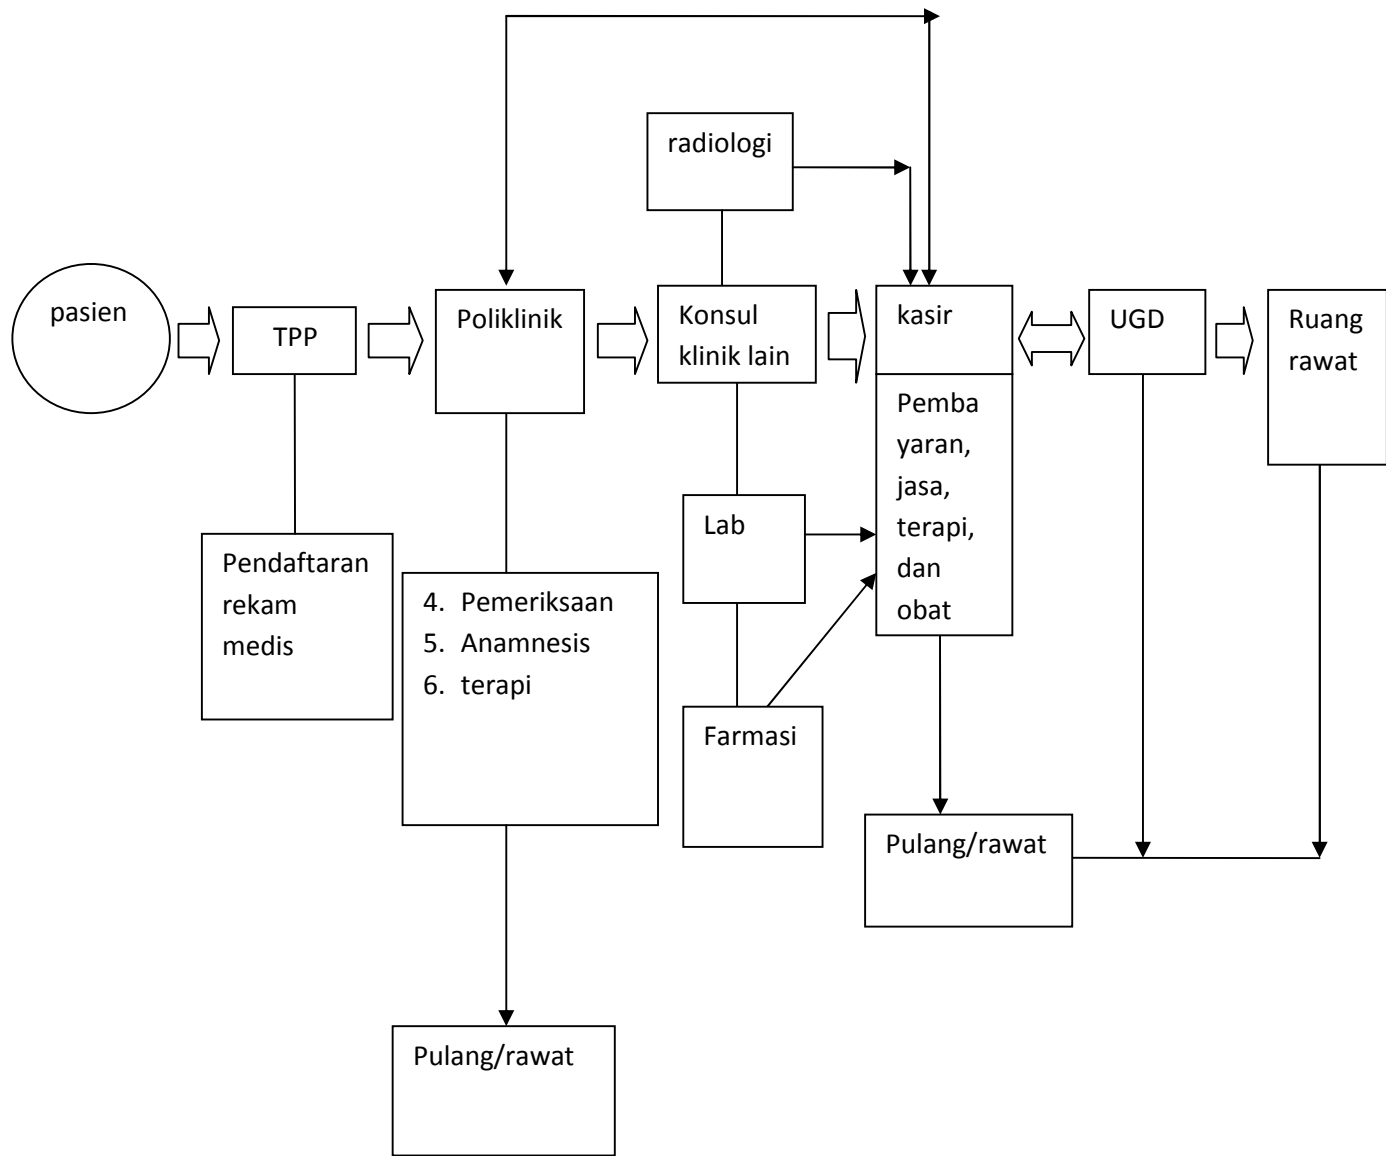 radiologi
pasien
TPP
Poliklinik
Konsul
klinik lain
kasir
UGD
Ruang
rawat
Pemba
yaran,
jasa,
terapi,
dan
obat
Lab
Pendaftaran
rekam
medis
4. Pemeriksaan
5. Anamnesis
6. terapi
Farmasi
Pulang/rawat
Pulang/rawat